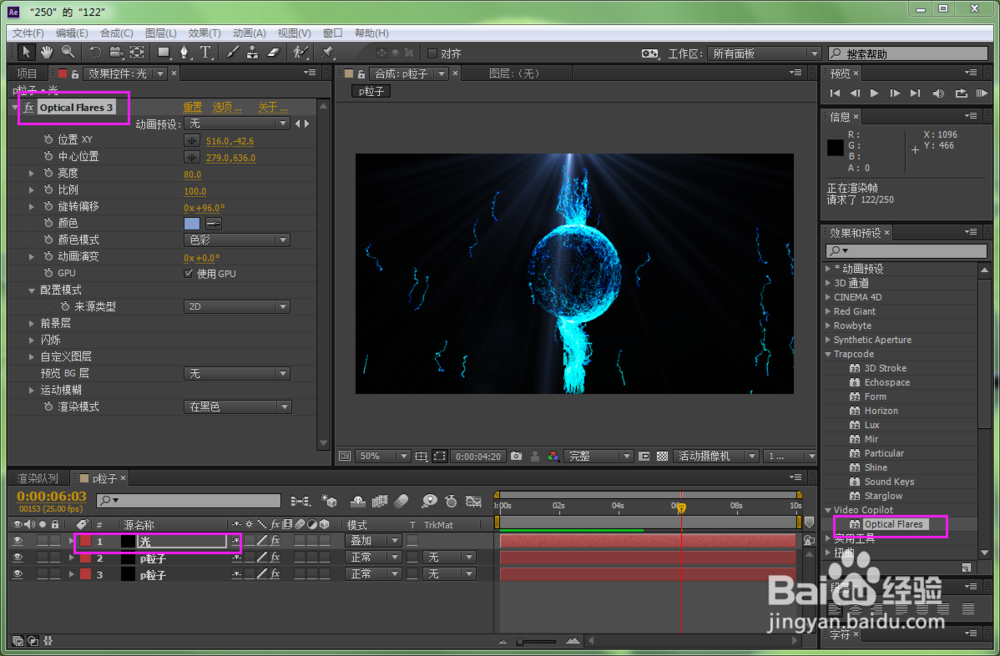 "250" 的 "122"
文件(F) 编辑(E) 合成(C) 图层(L) 效果(T) 动画(A) 视图(V) 窗口 帮助(H)
对齐 工作区: 所有面板 搜索帮助
项目 效果控件:光
p粒子・光
fx Optical Flares 3 重置 选项... 关于...
动画预设: 无
位置 XY 516.0,-42.6
中心位置 279.0,636.0
亮度 80.0
比例 100.0
旋转偏移 0x+96.0°
颜色
颜色模式 色彩
动画演变 0x+0.0°
GPU 使用 GPU
配置模式
来源类型 2D
前景层
闪烁
自定义图层
预览 BG 层 无
运动模糊
渲染模式 在黑色
合成:p粒子 图层:(无)
p粒子
50% 0:00:04:20 完整 活动摄像机 1 ...
预览
信息
R: X: 1096
G: Y: 466
B:
A: 0
正在渲染帧
请求了 122/250
效果和预设
* 动画预设
3D 通道
CINEMA 4D
Red Giant
Rowbyte
Synthetic Aperture
Trapcode
3D Stroke
Echospace
Form
Horizon
Lux
Mir
Particular
Shine
Sound Keys
Starglow
Video Copilot
Optical Flares
实用工具
扭曲
字符
渲染队列 p粒子
0:00:06:03
00153 (25.00 fps)
:00s 02s 04s 06s 08s 10s
# 源名称 模式 T TrkMat
1 光 叠加
2 p粒子 正常 无
3 p粒子 正常 无
Baidu 经验
jingyan.baidu.com